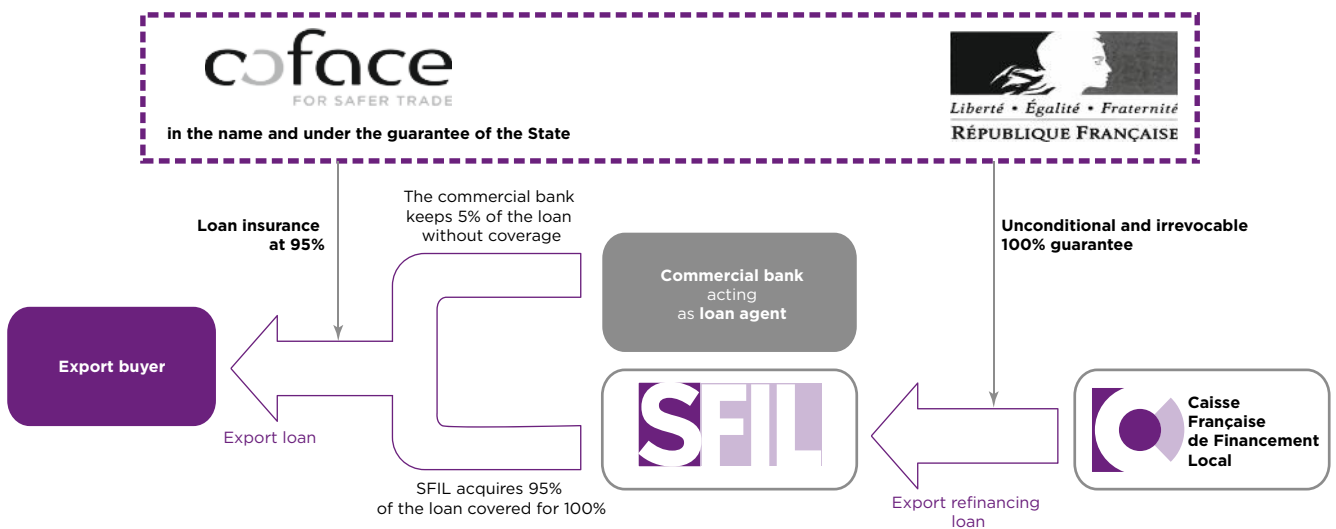 coface
FOR SAFER TRADE
in the name and under the guarantee of the State
Liberté • Égalité • Fraternité
RÉPUBLIQUE FRANÇAISE
Loan insurance
at 95%
The commercial bank
keeps 5% of the loan
without coverage
Unconditional and irrevocable
100% guarantee
Commercial bank
acting
as loan agent
Export buyer
Export loan
SFIL
SFIL acquires 95%
of the loan covered for 100%
Export refinancing
loan
Caisse
Française
de Financement
Local